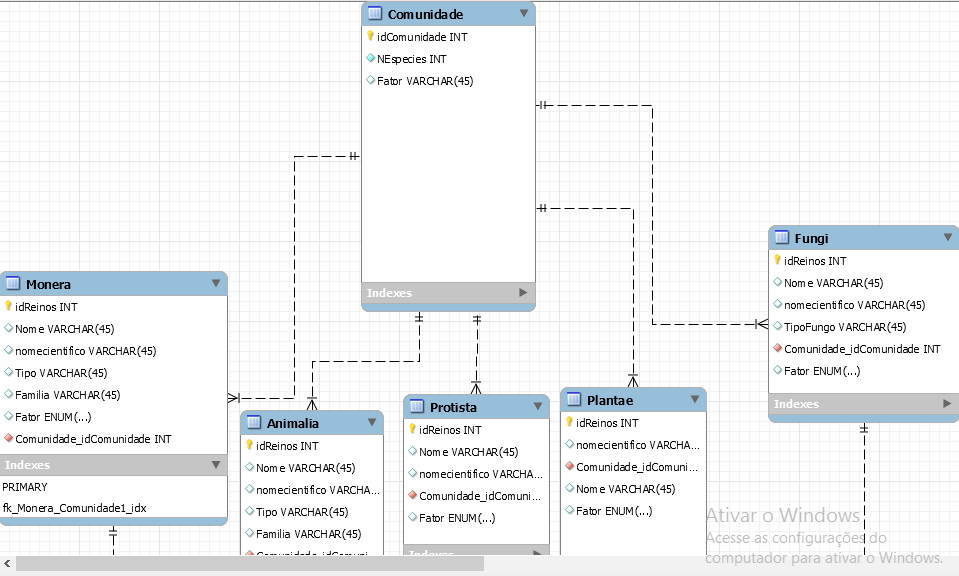 Comunidade
idComunidade INT
NEspecies INT
Fator VARCHAR(45)
Indexes
Monera
idReinos INT
Nome VARCHAR(45)
nomecientifico VARCHAR(45)
Tipo VARCHAR(45)
Familia VARCHAR(45)
Fator ENUM(...)
Comunidade_idComunidade INT
Indexes
PRIMARY
fk_Monera_Comunidade1_idx
Animalia
idReinos INT
Nome VARCHAR(45)
nomecientifico VARCHA...
Tipo VARCHAR(45)
Familia VARCHAR(45)
Comunidade_idComuni...
Protista
idReinos INT
Nome VARCHAR(45)
nomecientifico VARCHA...
Comunidade_idComuni...
Fator ENUM(...)
Indexes
Plantae
idReinos INT
nomecientifico VARCHA...
Comunidade_idComuni...
Nome VARCHAR(45)
Fator ENUM(...)
Fungi
idReinos INT
Nome VARCHAR(45)
nomecientifico VARCHAR(45)
TipoFungo VARCHAR(45)
Comunidade_idComunidade INT
Fator ENUM(...)
Indexes
Ativar o Windows
Acesse as configurações do
computador para ativar o Windows.